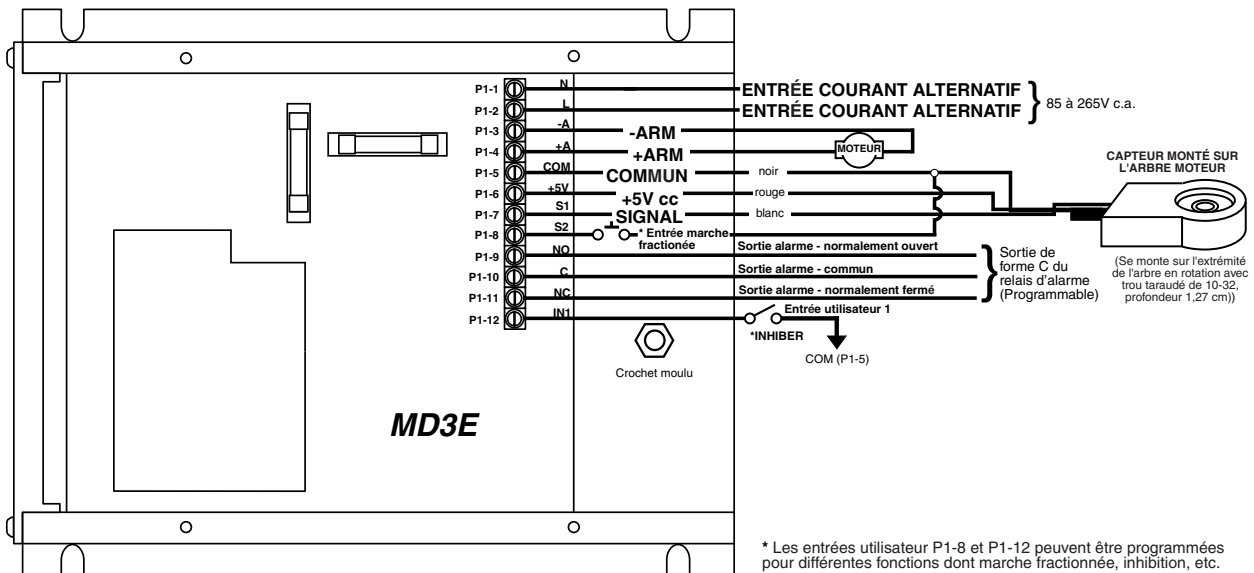 P1-1 N ENTRÉE COURANT ALTERNATIF
P1-2 L ENTRÉE COURANT ALTERNATIF
85 à 265V c.a.
P1-3 -A -ARM
P1-4 +A +ARM
MOTEUR
P1-5 COM COMMUN noir
P1-6 +5V +5V cc rouge
P1-7 S1 SIGNAL blanc
P1-8 S2 * Entrée marche
fractionée
P1-9 NO Sortie alarme - normalement ouvert
P1-10 C Sortie alarme - commun
P1-11 NC Sortie alarme - normalement fermé
P1-12 IN1 Entrée utilisateur 1
*INHIBER
COM (P1-5)
Sortie de
forme C du
relais d'alarme
(Programmable)
CAPTEUR MONTÉ SUR
L'ARBRE MOTEUR
(Se monte sur l'extrémité
de l'arbre en rotation avec
trou taraudé de 10-32,
profondeur 1,27 cm))
Crochet moulu
MD3E
* Les entrées utilisateur P1-8 et P1-12 peuvent être programmées
pour différentes fonctions dont marche fractionnée, inhibition, etc.